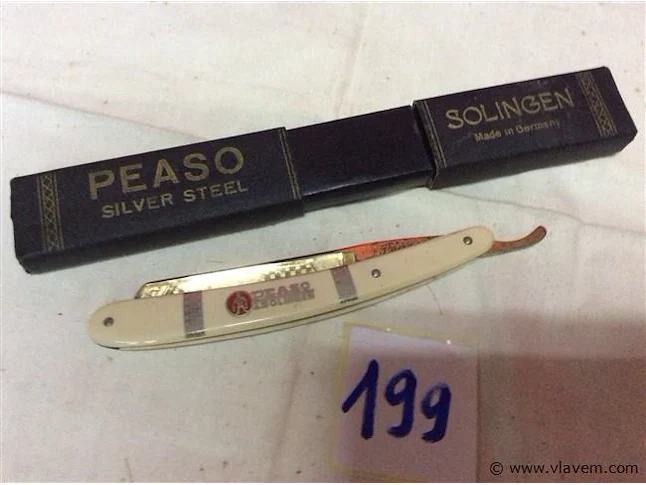 PEASO
SILVER STEEL
SOLINGEN
Made in Germany
PEASO
SOLINGEN
199
© www.vlavem.com